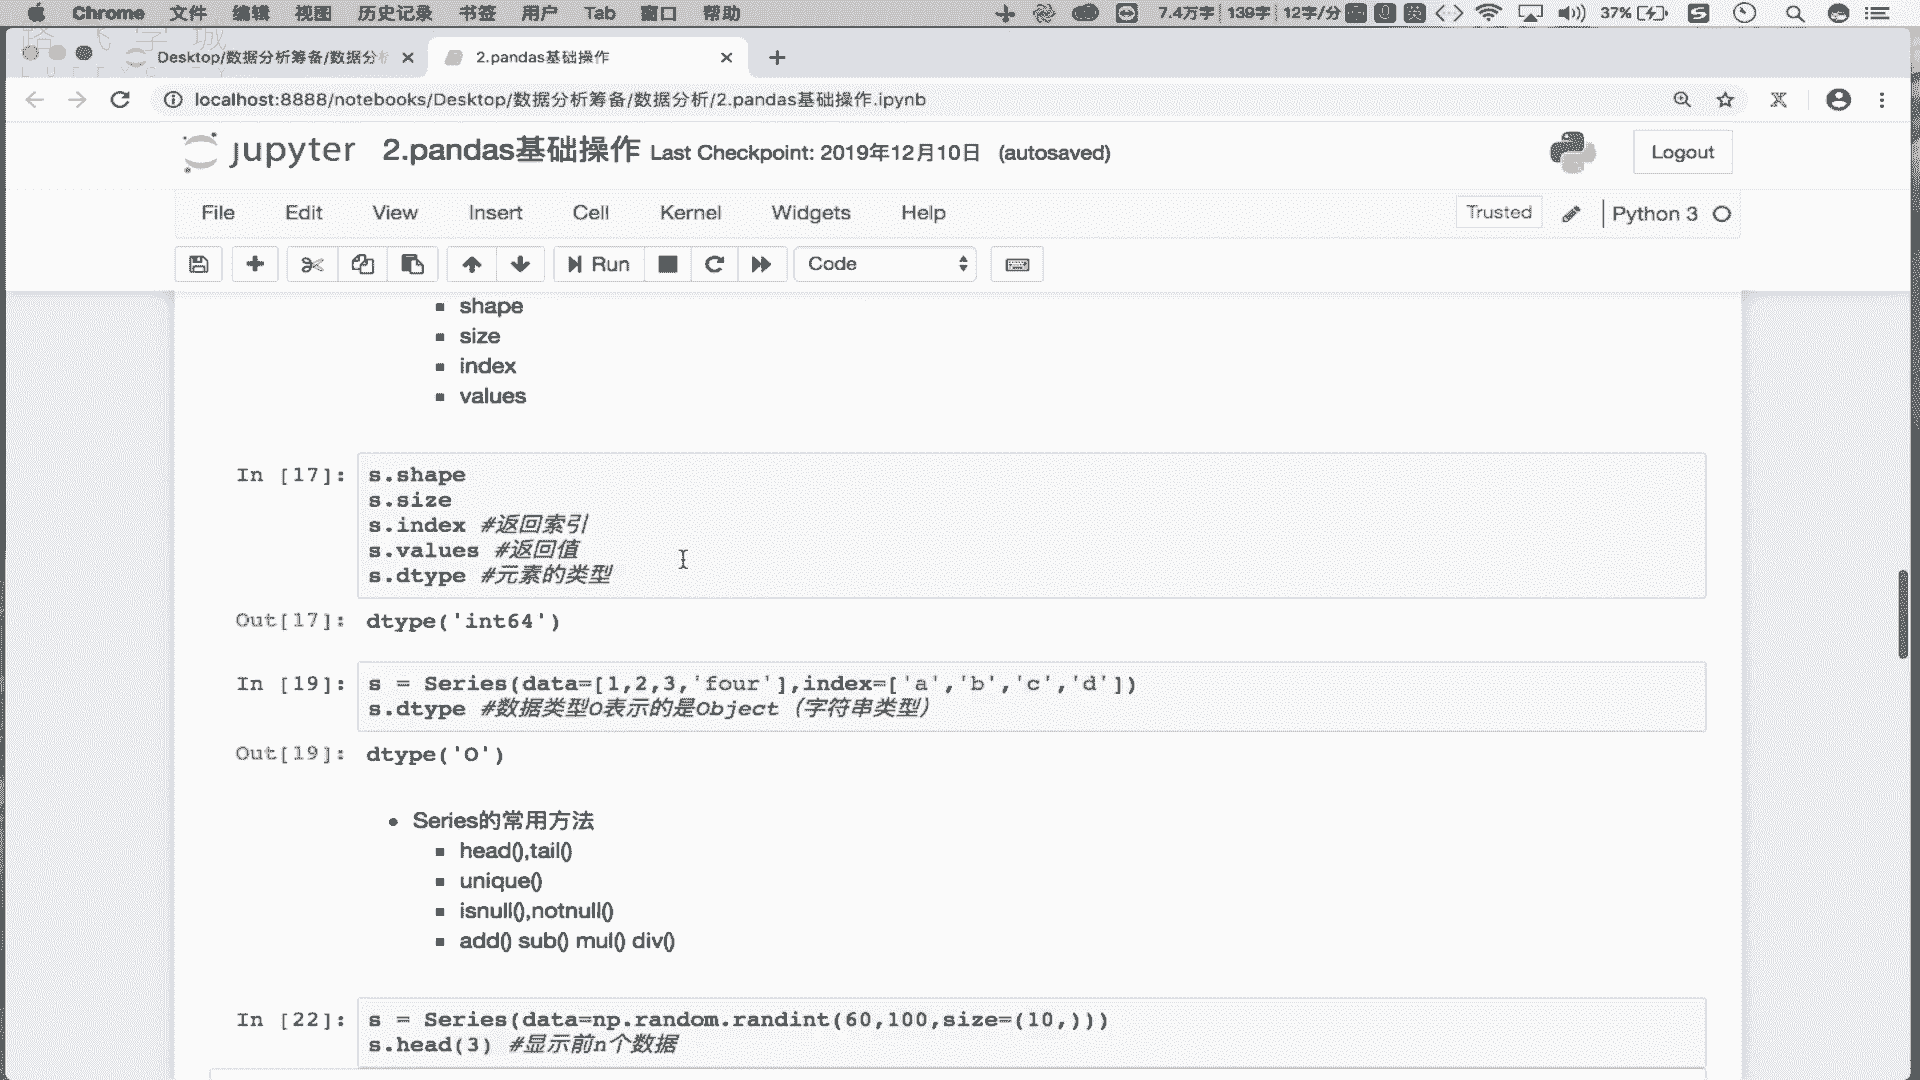 Chrome 文件 编辑 视图 历史记录 书签 用户 Tab 窗口 帮助 7.4万字 139字 12字/分 英 37%
Desktop/数据分析筹备/数据分析
2.pandas基础操作
localhost:8888/notebooks/Desktop/数据分析筹备/数据分析/2.pandas基础操作.ipynb
jupyter 2.pandas基础操作 Last Checkpoint: 2019年12月10日 (autosaved)
Logout
File Edit View Insert Cell Kernel Widgets Help
Trusted Python 3
Run Code
shape
size
index
values
In [17]: s.shape
s.size
s.index #返回索引
s.values #返回值
s.dtype #元素的类型
Out[17]: dtype('int64')
In [19]: s = Series(data=[1,2,3,'four'],index=['a','b','c','d'])
s.dtype #数据类型O表示的是Object（字符串类型）
Out[19]: dtype('O')
Series的常用方法
head(),tail()
unique()
isnull(),notnull()
add() sub() mul() div()
In [22]: s = Series(data=np.random.randint(60,100,size=(10,)))
s.head(3) #显示前n个数据